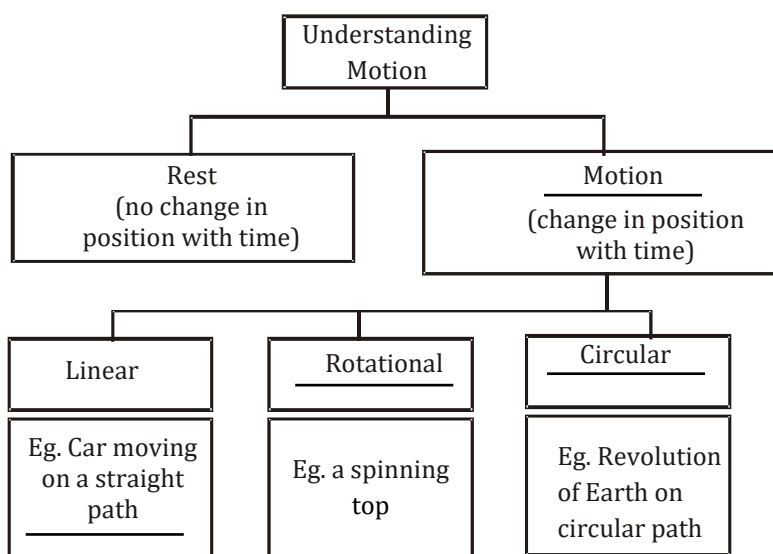 Understanding
Motion
Rest
(no change in
position with time)
Motion
(change in position
with time)
Linear
Rotational
Circular
Eg. Car moving
on a straight
path
Eg. a spinning
top
Eg. Revolution
of Earth on
circular path